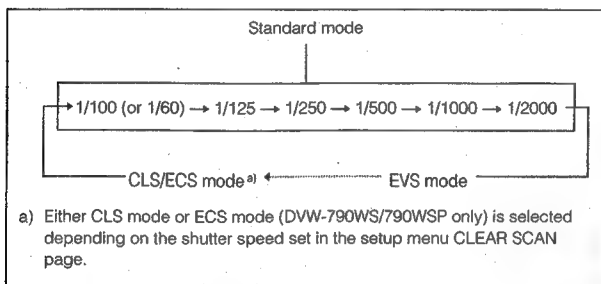 Standard mode
1/100 (or 1/60) → 1/125 → 1/250 → 1/500 → 1/1000 → 1/2000
CLS/ECS mode a) ← EVS mode
a) Either CLS mode or ECS mode (DVW-790WS/790WSP only) is selected
depending on the shutter speed set in the setup menu CLEAR SCAN
page.